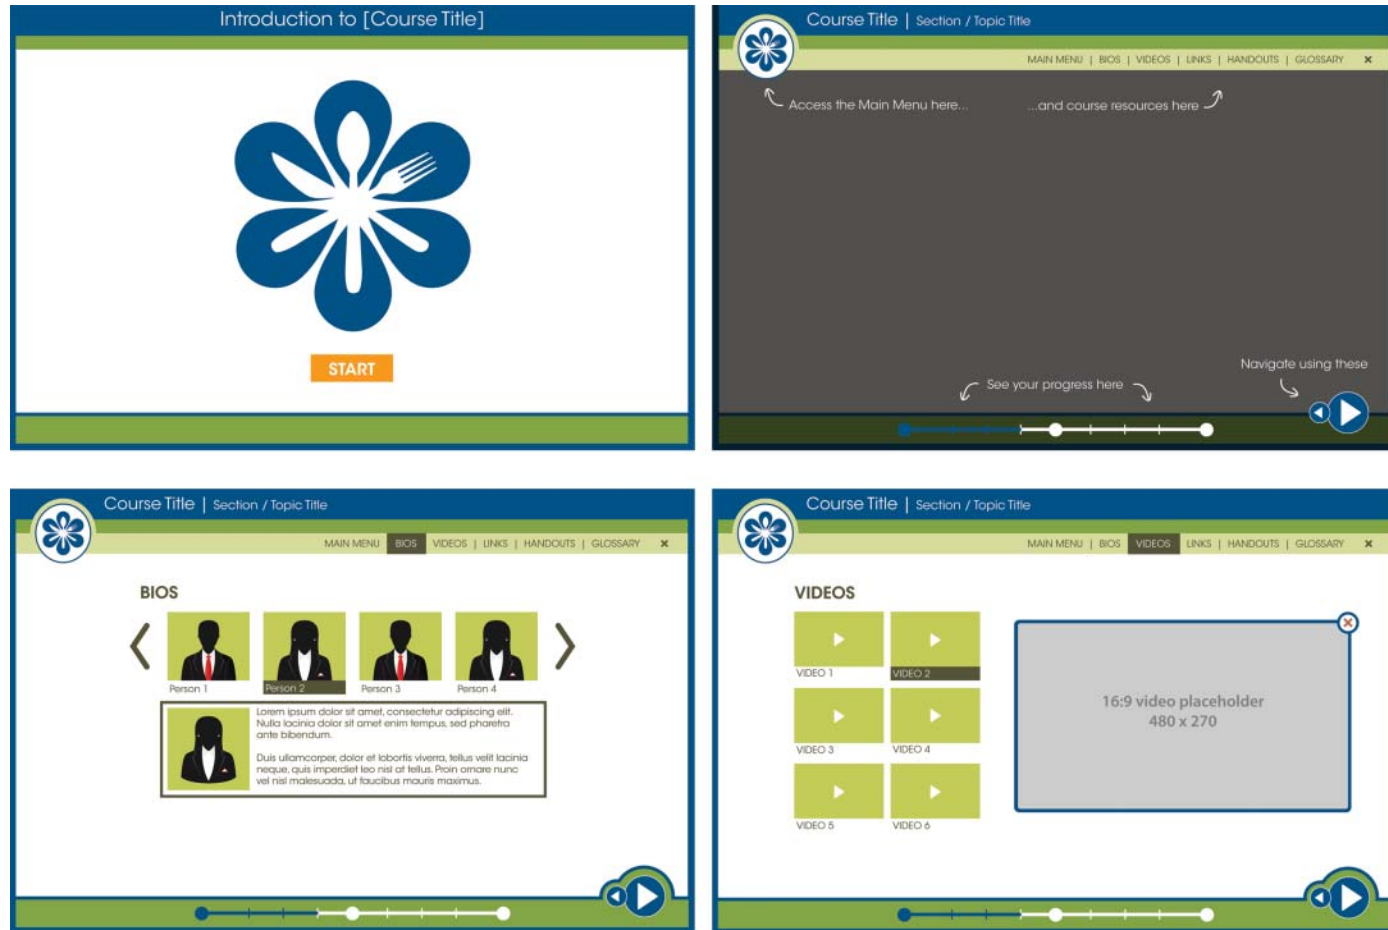 Introduction to [Course Title]
START
Course Title | Section / Topic Title
MAIN MENU | BIOS | VIDEOS | LINKS | HANDOUTS | GLOSSARY ×
Access the Main Menu here...
...and course resources here
Navigate using these
See your progress here
Course Title | Section / Topic Title
MAIN MENU BIOS VIDEOS | LINKS | HANDOUTS | GLOSSARY ×
BIOS
Person 1 Person 2 Person 3 Person 4
Lorem ipsum dolor sit amet, consectetur adipiscing elit.
Nulla lacinia dolor sit amet enim tempus, sed pharetra
ante bibendum.
Duis ullamcorper, dolor et lobortis viverra, tellus velit lacinia
neque, quis imperdiet leo nisl at tellus. Proin ornare nunc
vel nisl malesuada, ut faucibus mauris maximus.
Course Title | Section / Topic Title
MAIN MENU | BIOS VIDEOS LINKS | HANDOUTS | GLOSSARY ×
VIDEOS
VIDEO 1 VIDEO 2
VIDEO 3 VIDEO 4
VIDEO 5 VIDEO 6
16:9 video placeholder
480 x 270